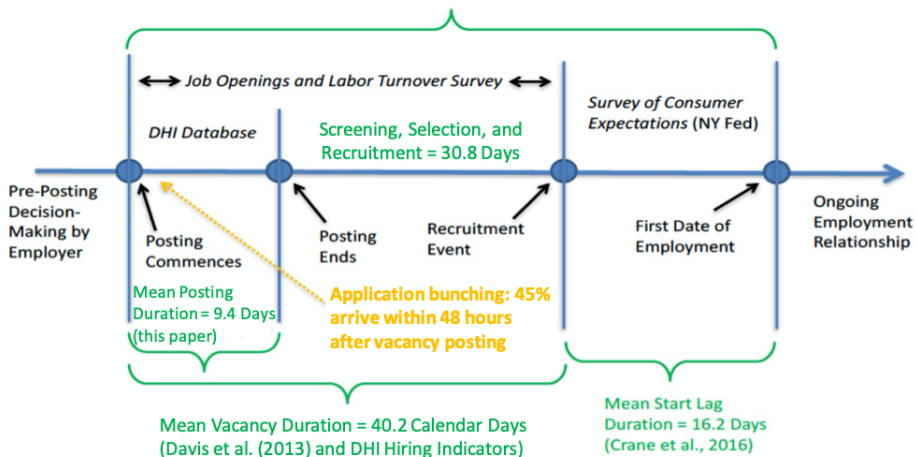 Job Openings and Labor Turnover Survey
DHI Database
Screening, Selection, and
Recruitment = 30.8 Days
Survey of Consumer
Expectations (NY Fed)
Pre-Posting
Decision-
Making by
Employer
Posting
Commences
Posting
Ends
Recruitment
Event
First Date of
Employment
Ongoing
Employment
Relationship
Mean Posting
Duration = 9.4 Days
(this paper)
Application bunching: 45%
arrive within 48 hours
after vacancy posting
Mean Vacancy Duration = 40.2 Calendar Days
(Davis et al. (2013) and DHI Hiring Indicators)
Mean Start Lag
Duration = 16.2 Days
(Crane et al., 2016)